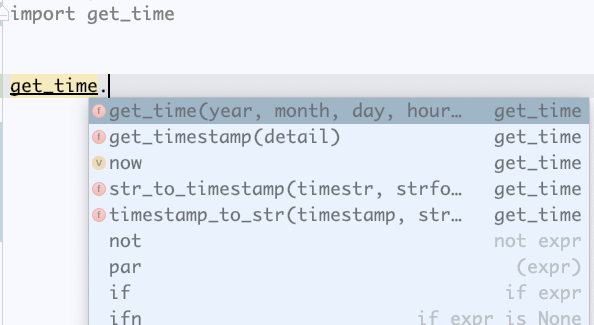 import get_time
get_time.
get_time(year, month, day, hour… get_time
get_timestamp(detail) get_time
now get_time
str_to_timestamp(timestr, strfo… get_time
timestamp_to_str(timestamp, str… get_time
not not expr
par (expr)
if if expr
ifn if expr is None